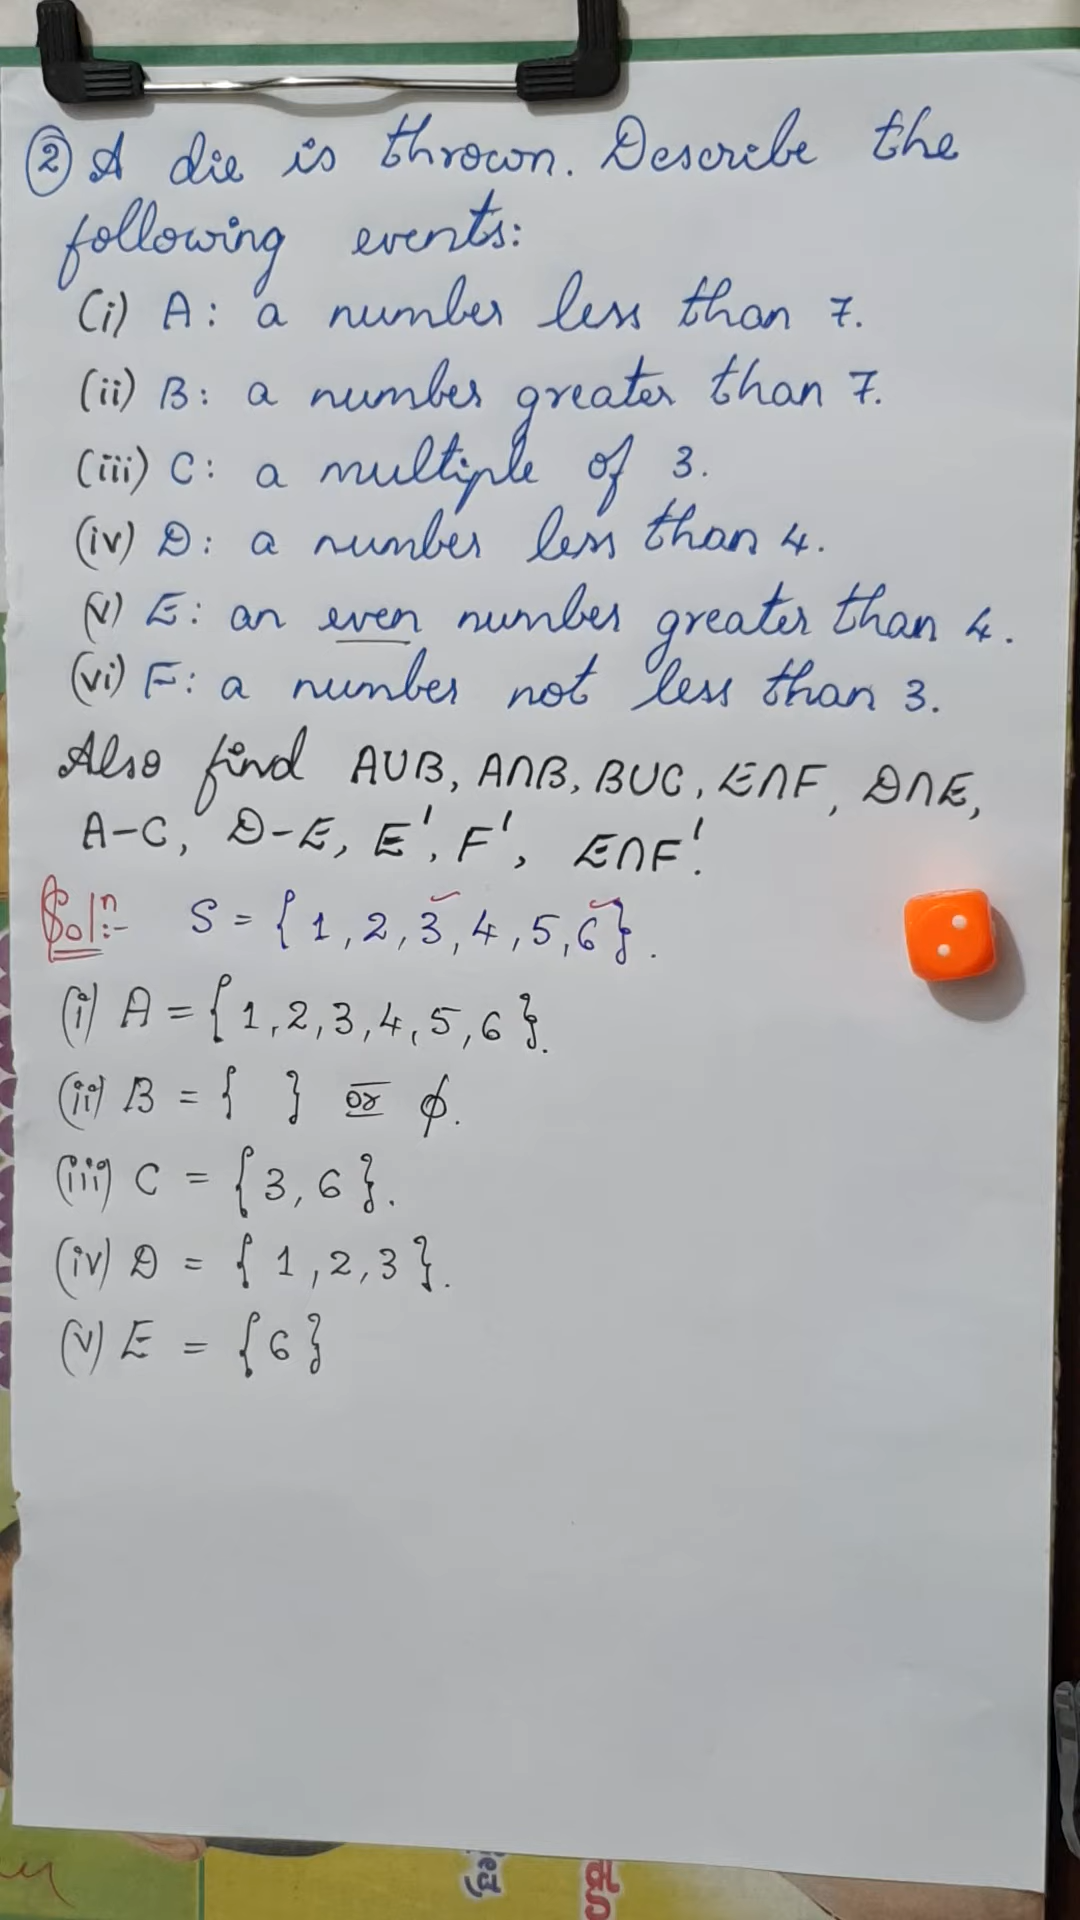 ② A die is thrown. Describe the
following events:
(i) A: a number less than 7.
(ii) B: a number greater than 7.
(iii) C: a multiple of 3.
(iv) D: a number less than 4.
(v) E: an even number greater than 4.
(vi) F: a number not less than 3.
Also find A∪B, A∩B, B∪C, E∩F, D∩E,
A-C, D-E, E', F', E∩F'.
Solⁿ:- S = { 1, 2, 3, 4, 5, 6}.
(i) A = { 1, 2, 3, 4, 5, 6 }.
(ii) B = { } or ϕ.
(iii) C = { 3, 6 }.
(iv) D = { 1, 2, 3 }.
(v) E = { 6 }